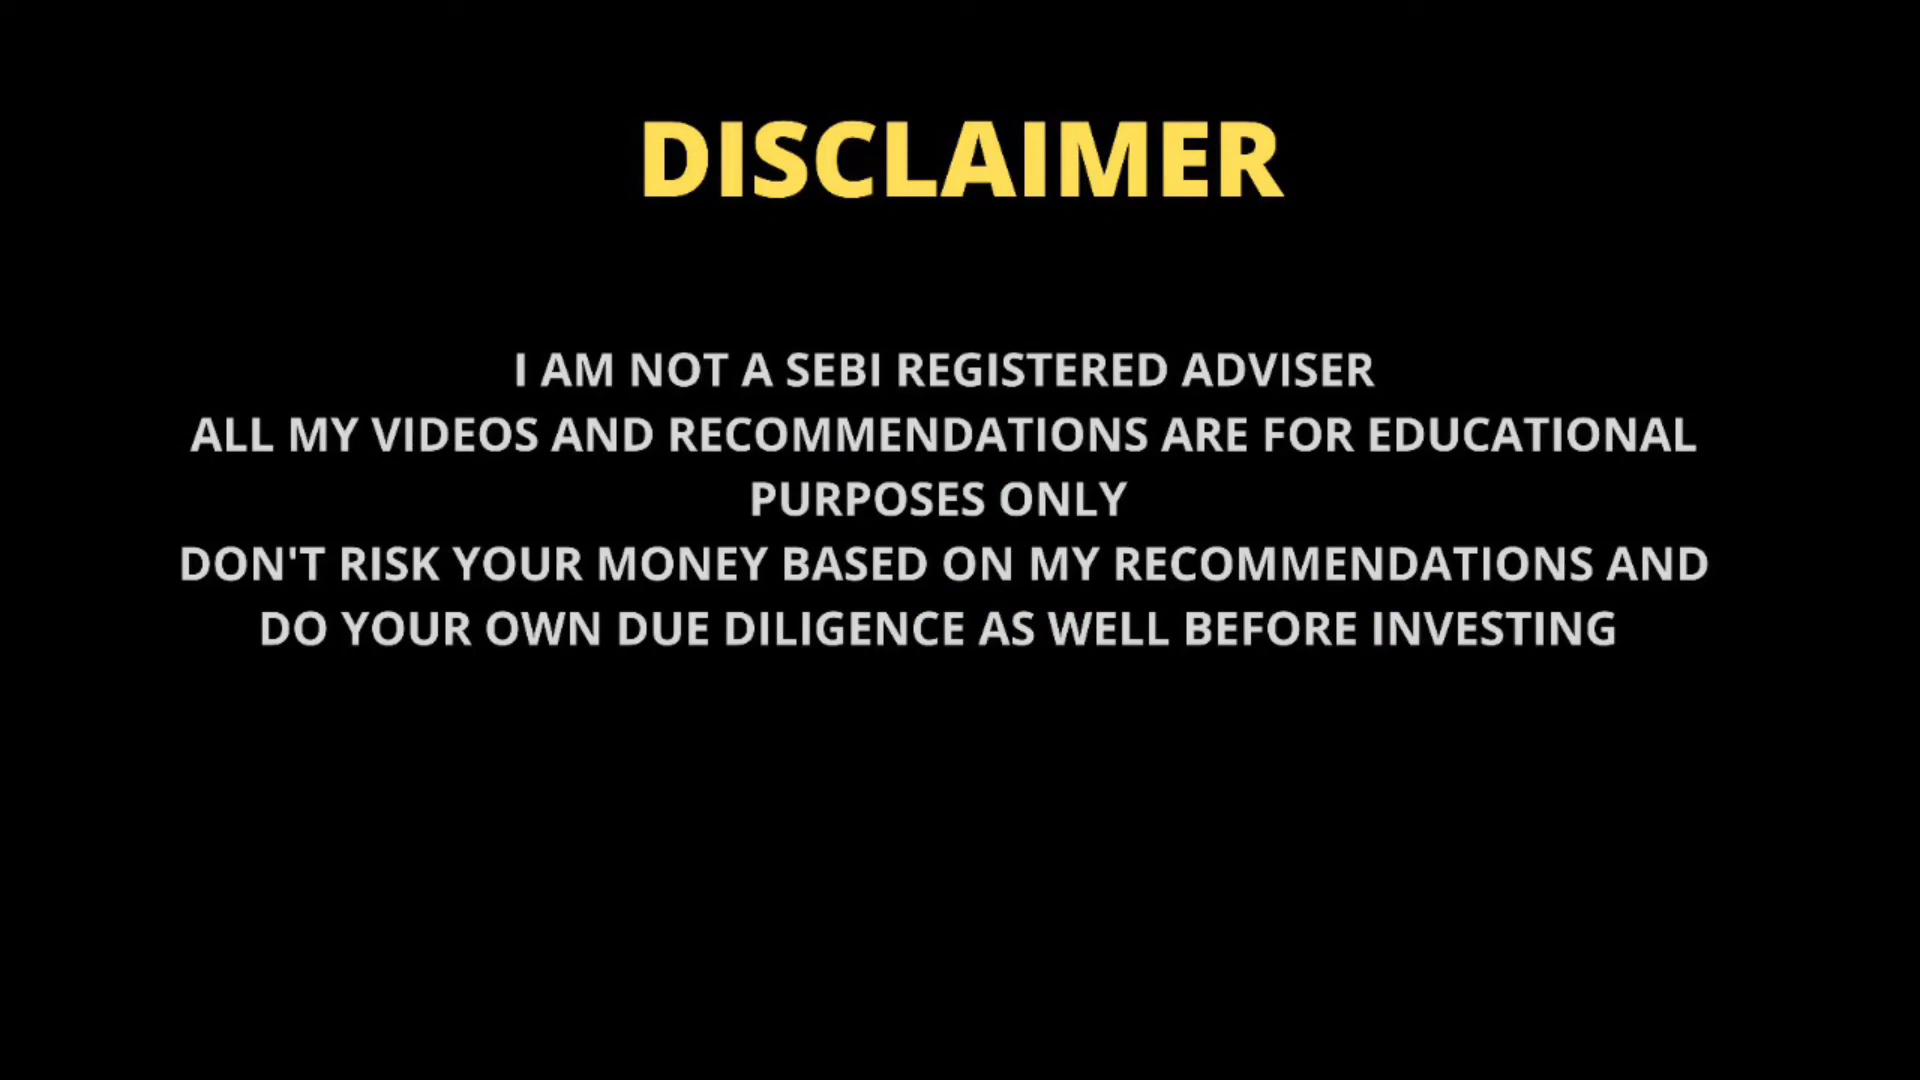 DISCLAIMER
I AM NOT A SEBI REGISTERED ADVISER
ALL MY VIDEOS AND RECOMMENDATIONS ARE FOR EDUCATIONAL
PURPOSES ONLY
DON'T RISK YOUR MONEY BASED ON MY RECOMMENDATIONS AND
DO YOUR OWN DUE DILIGENCE AS WELL BEFORE INVESTING